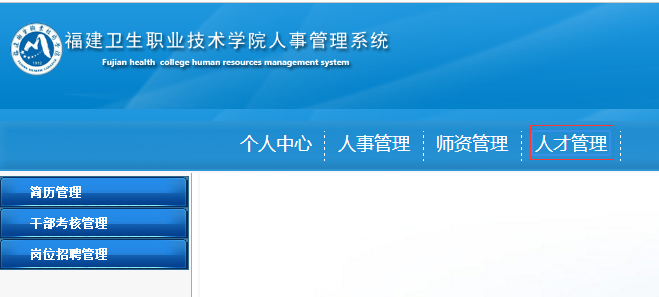 福建卫生职业技术学院人事管理系统
Fujian health college human resources management system
个人中心 人事管理 师资管理 人才管理
简历管理
干部考核管理
岗位招聘管理